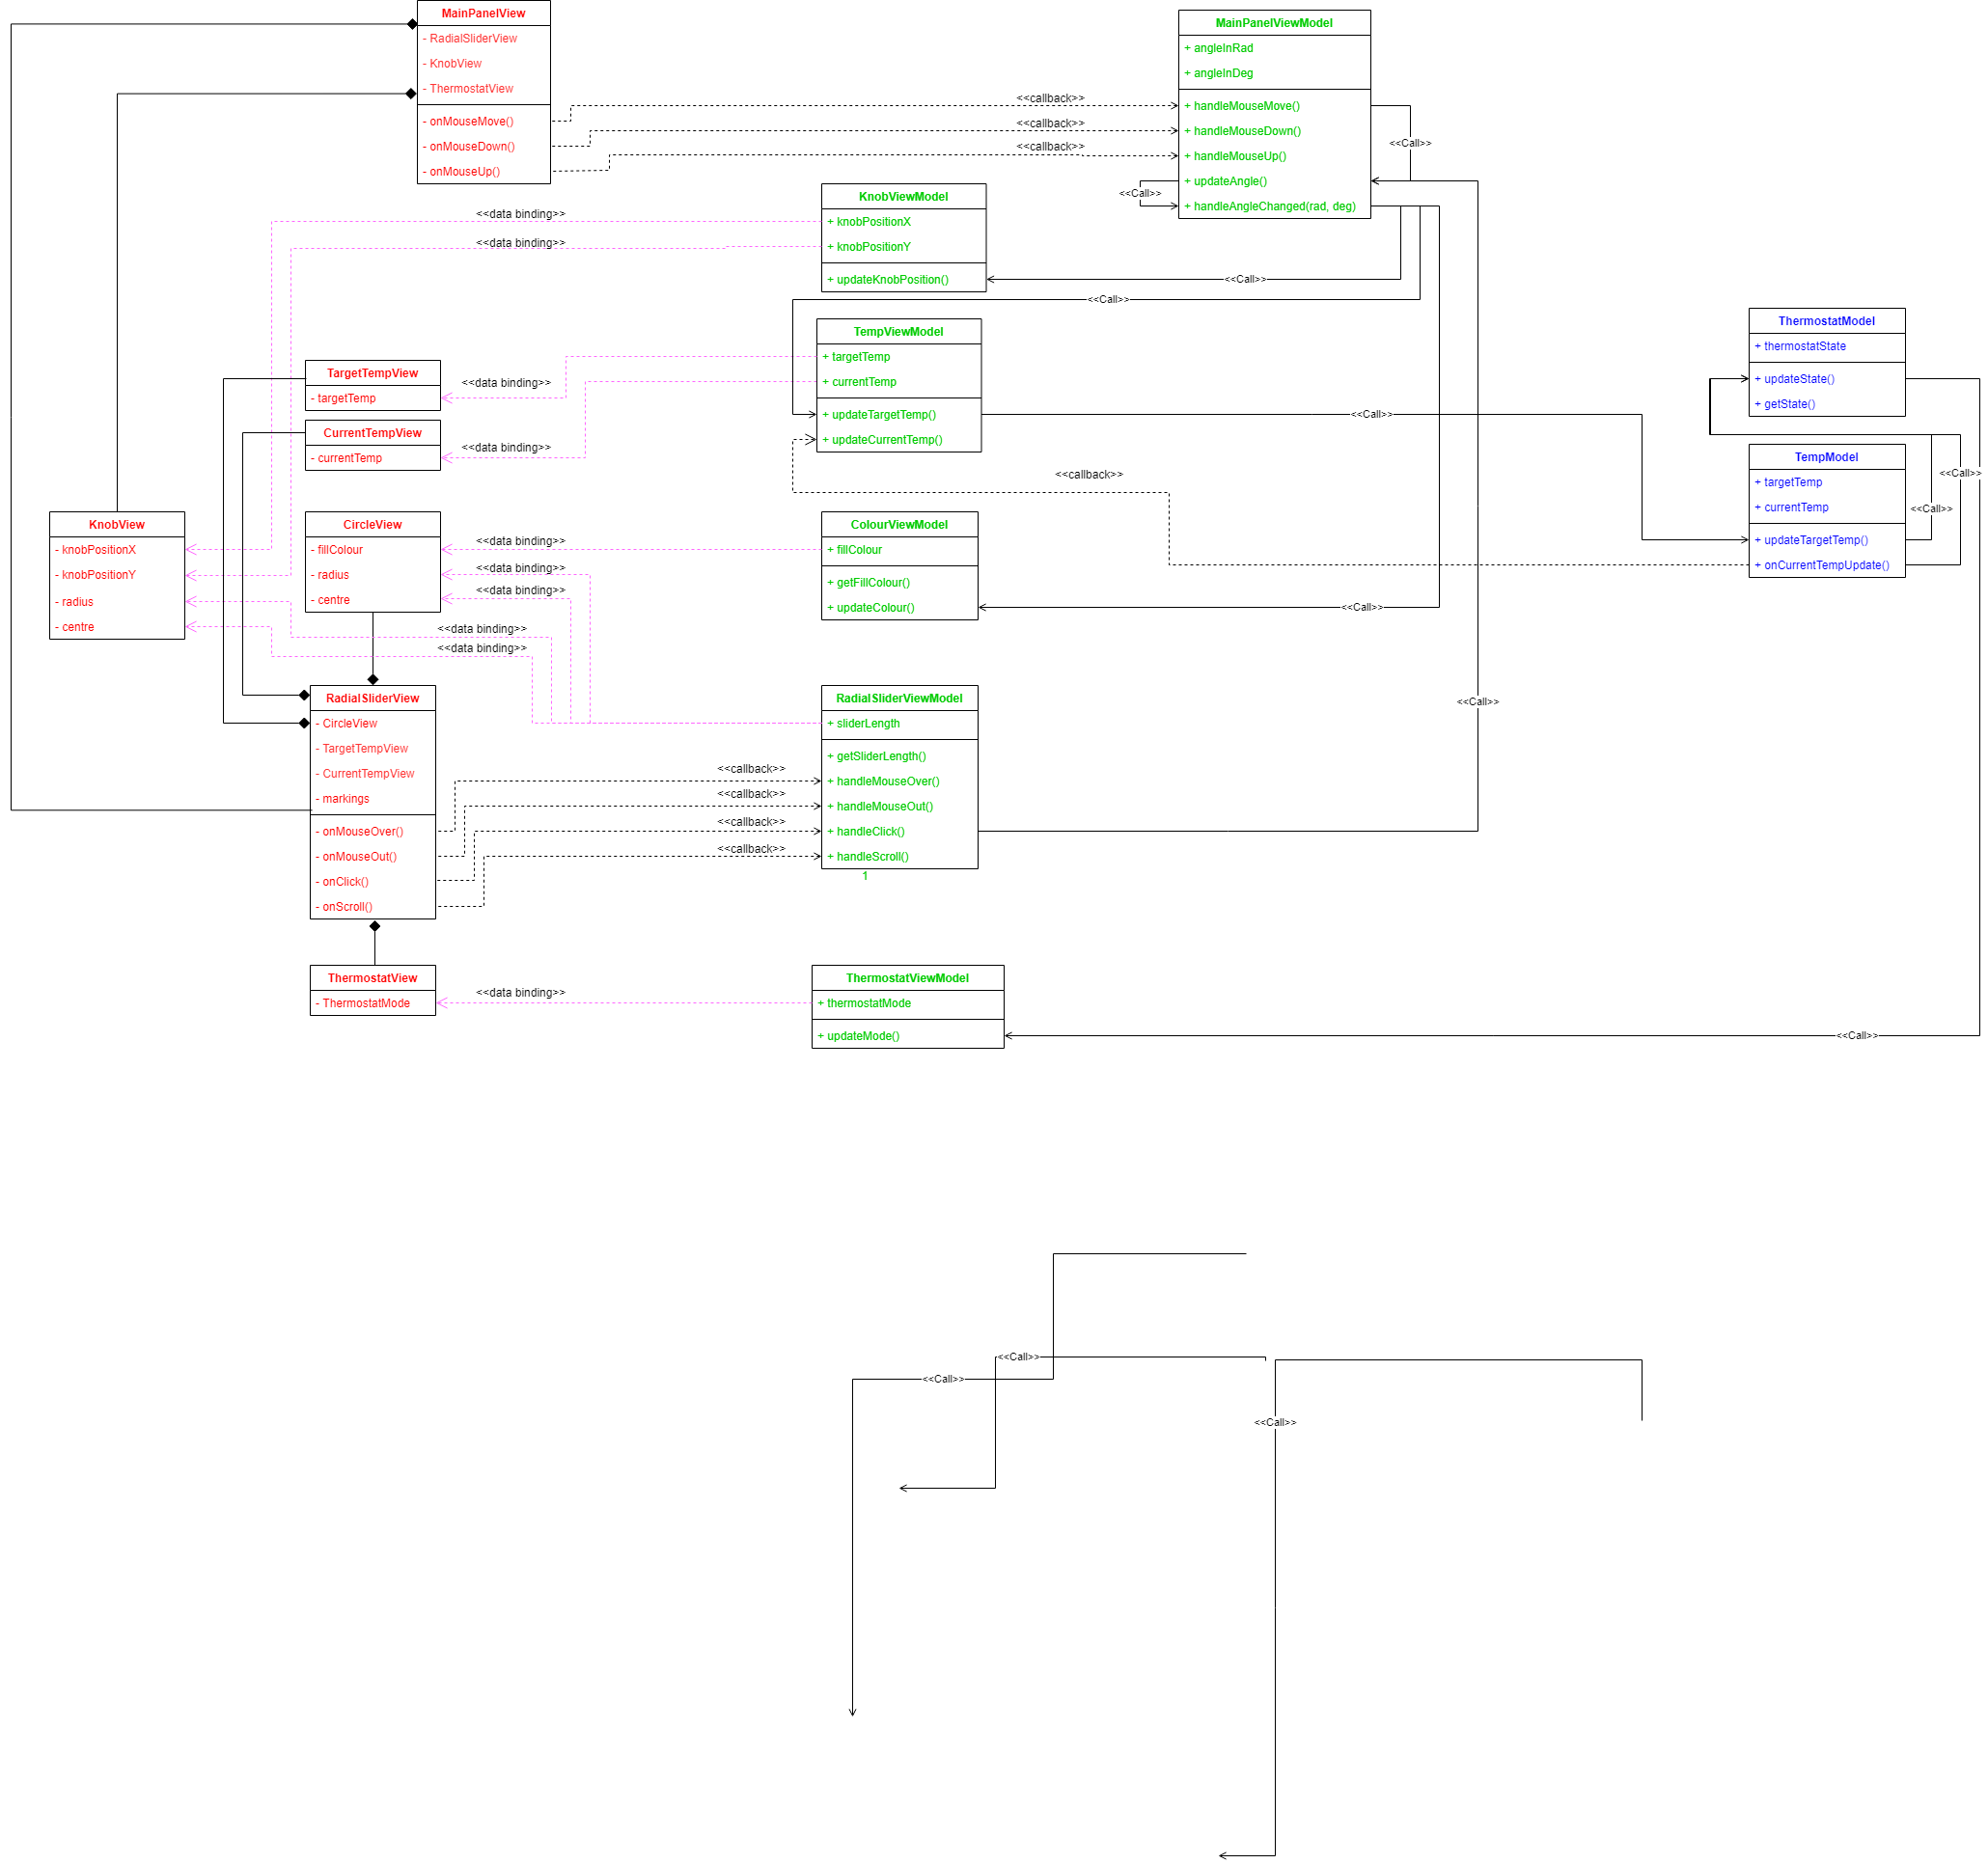 MainPanelView
- RadialSliderView
- KnobView
- ThermostatView
- onMouseMove()
- onMouseDown()
- onMouseUp()
MainPanelViewModel
+ angleInRad
+ angleInDeg
+ handleMouseMove()
+ handleMouseDown()
+ handleMouseUp()
+ updateAngle()
+ handleAngleChanged(rad, deg)
<<callback>>
<<callback>>
<<callback>>
<<Call>>
<<Call>>
KnobViewModel
+ knobPositionX
+ knobPositionY
+ updateKnobPosition()
<<data binding>>
<<data binding>>
<<Call>>
<<Call>>
TempViewModel
+ targetTemp
+ currentTemp
+ updateTargetTemp()
+ updateCurrentTemp()
ThermostatModel
+ thermostatState
+ updateState()
+ getState()
TargetTempView
- targetTemp
<<data binding>>
CurrentTempView
- currentTemp
<<data binding>>
<<Call>>
<<callback>>
TempModel
+ targetTemp
+ currentTemp
+ updateTargetTemp()
+ onCurrentTempUpdate()
<<Call>>
<<Call>>
KnobView
- knobPositionX
- knobPositionY
- radius
- centre
CircleView
- fillColour
- radius
- centre
<<data binding>>
<<data binding>>
<<data binding>>
<<data binding>>
<<data binding>>
ColourViewModel
+ fillColour
+ getFillColour()
+ updateColour()
<<Call>>
RadialSliderView
- CircleView
- TargetTempView
- CurrentTempView
- markings
- onMouseOver()
- onMouseOut()
- onClick()
- onScroll()
<<callback>>
<<callback>>
<<callback>>
<<callback>>
RadialSliderViewModel
+ sliderLength
+ getSliderLength()
+ handleMouseOver()
+ handleMouseOut()
+ handleClick()
+ handleScroll()
1
<<Call>>
ThermostatView
- ThermostatMode
<<data binding>>
ThermostatViewModel
+ thermostatMode
+ updateMode()
<<Call>>
<<Call>>
<<Call>>
<<Call>>